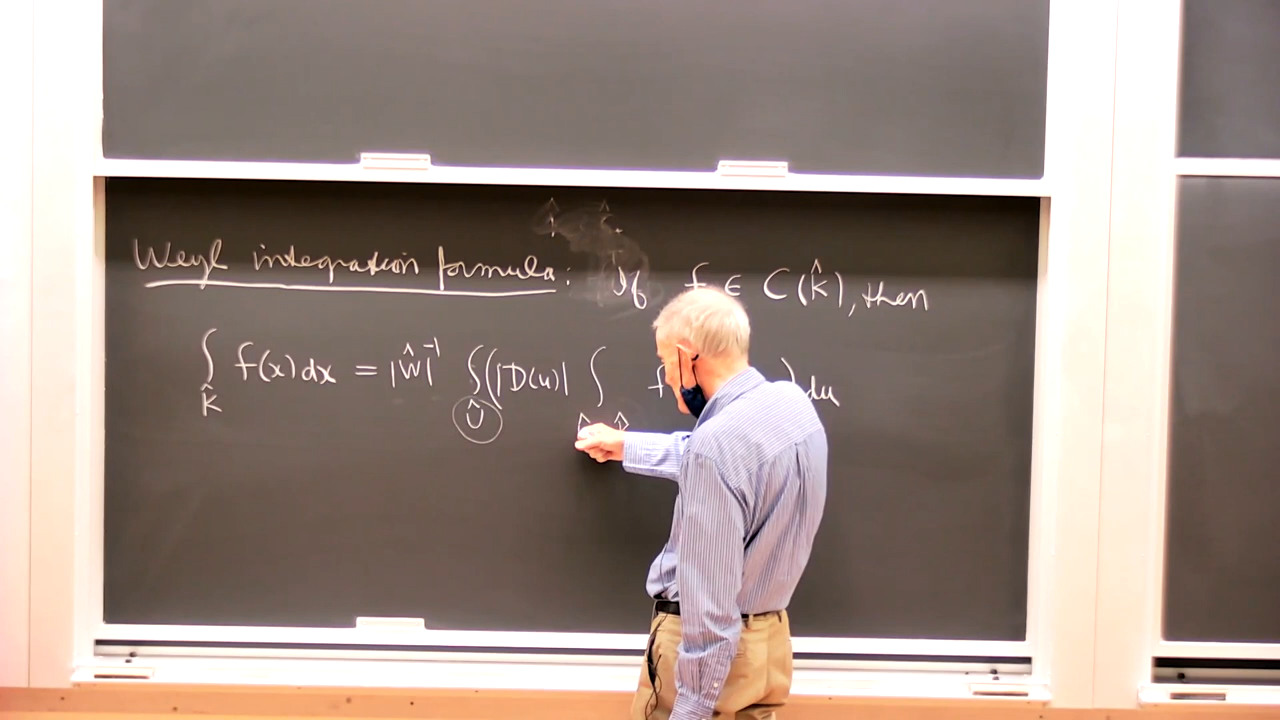 Weyl integration formula: If f ∈ C(K̂), then
∫_K̂ f(x)dx = |Ŵ|⁻¹ ∫_Û (|D(u)| ∫ f )du